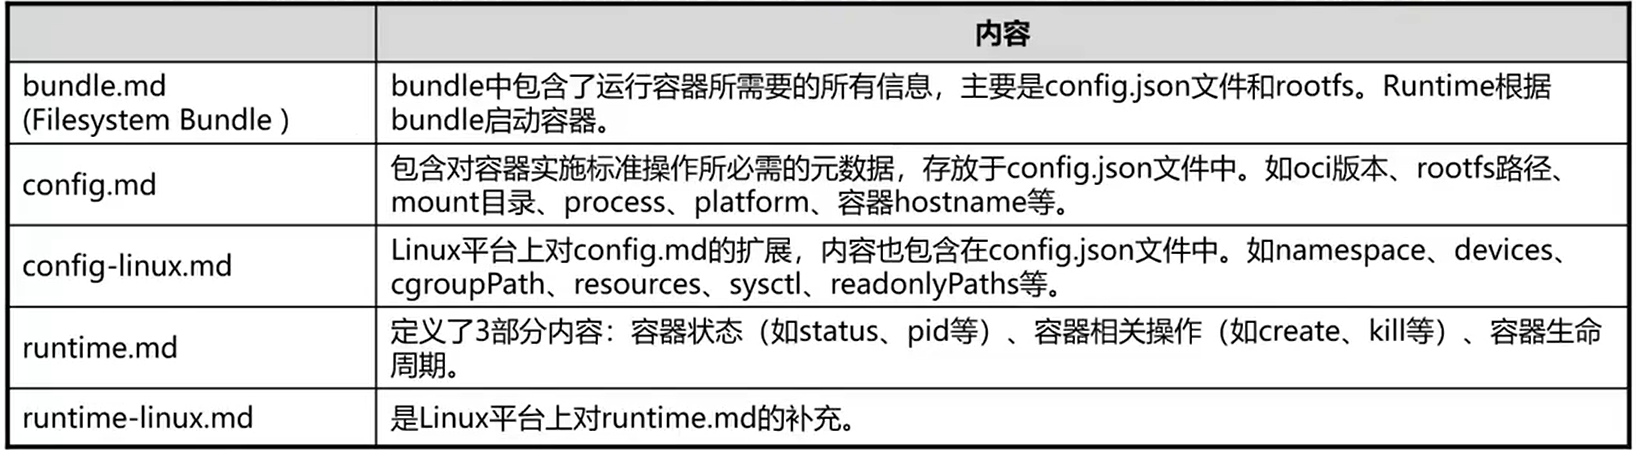 内容
bundle.md
(Filesystem Bundle )
bundle中包含了运行容器所需要的所有信息，主要是config.json文件和rootfs。Runtime根据
bundle启动容器。
config.md
包含对容器实施标准操作所必需的元数据，存放于config.json文件中。如oci版本、rootfs路径、
mount目录、process、platform、容器hostname等。
config-linux.md
Linux平台上对config.md的扩展，内容也包含在config.json文件中。如namespace、devices、
cgroupPath、resources、sysctl、readonlyPaths等。
runtime.md
定义了3部分内容：容器状态（如status、pid等）、容器相关操作（如create、kill等）、容器生命
周期。
runtime-linux.md
是Linux平台上对runtime.md的补充。